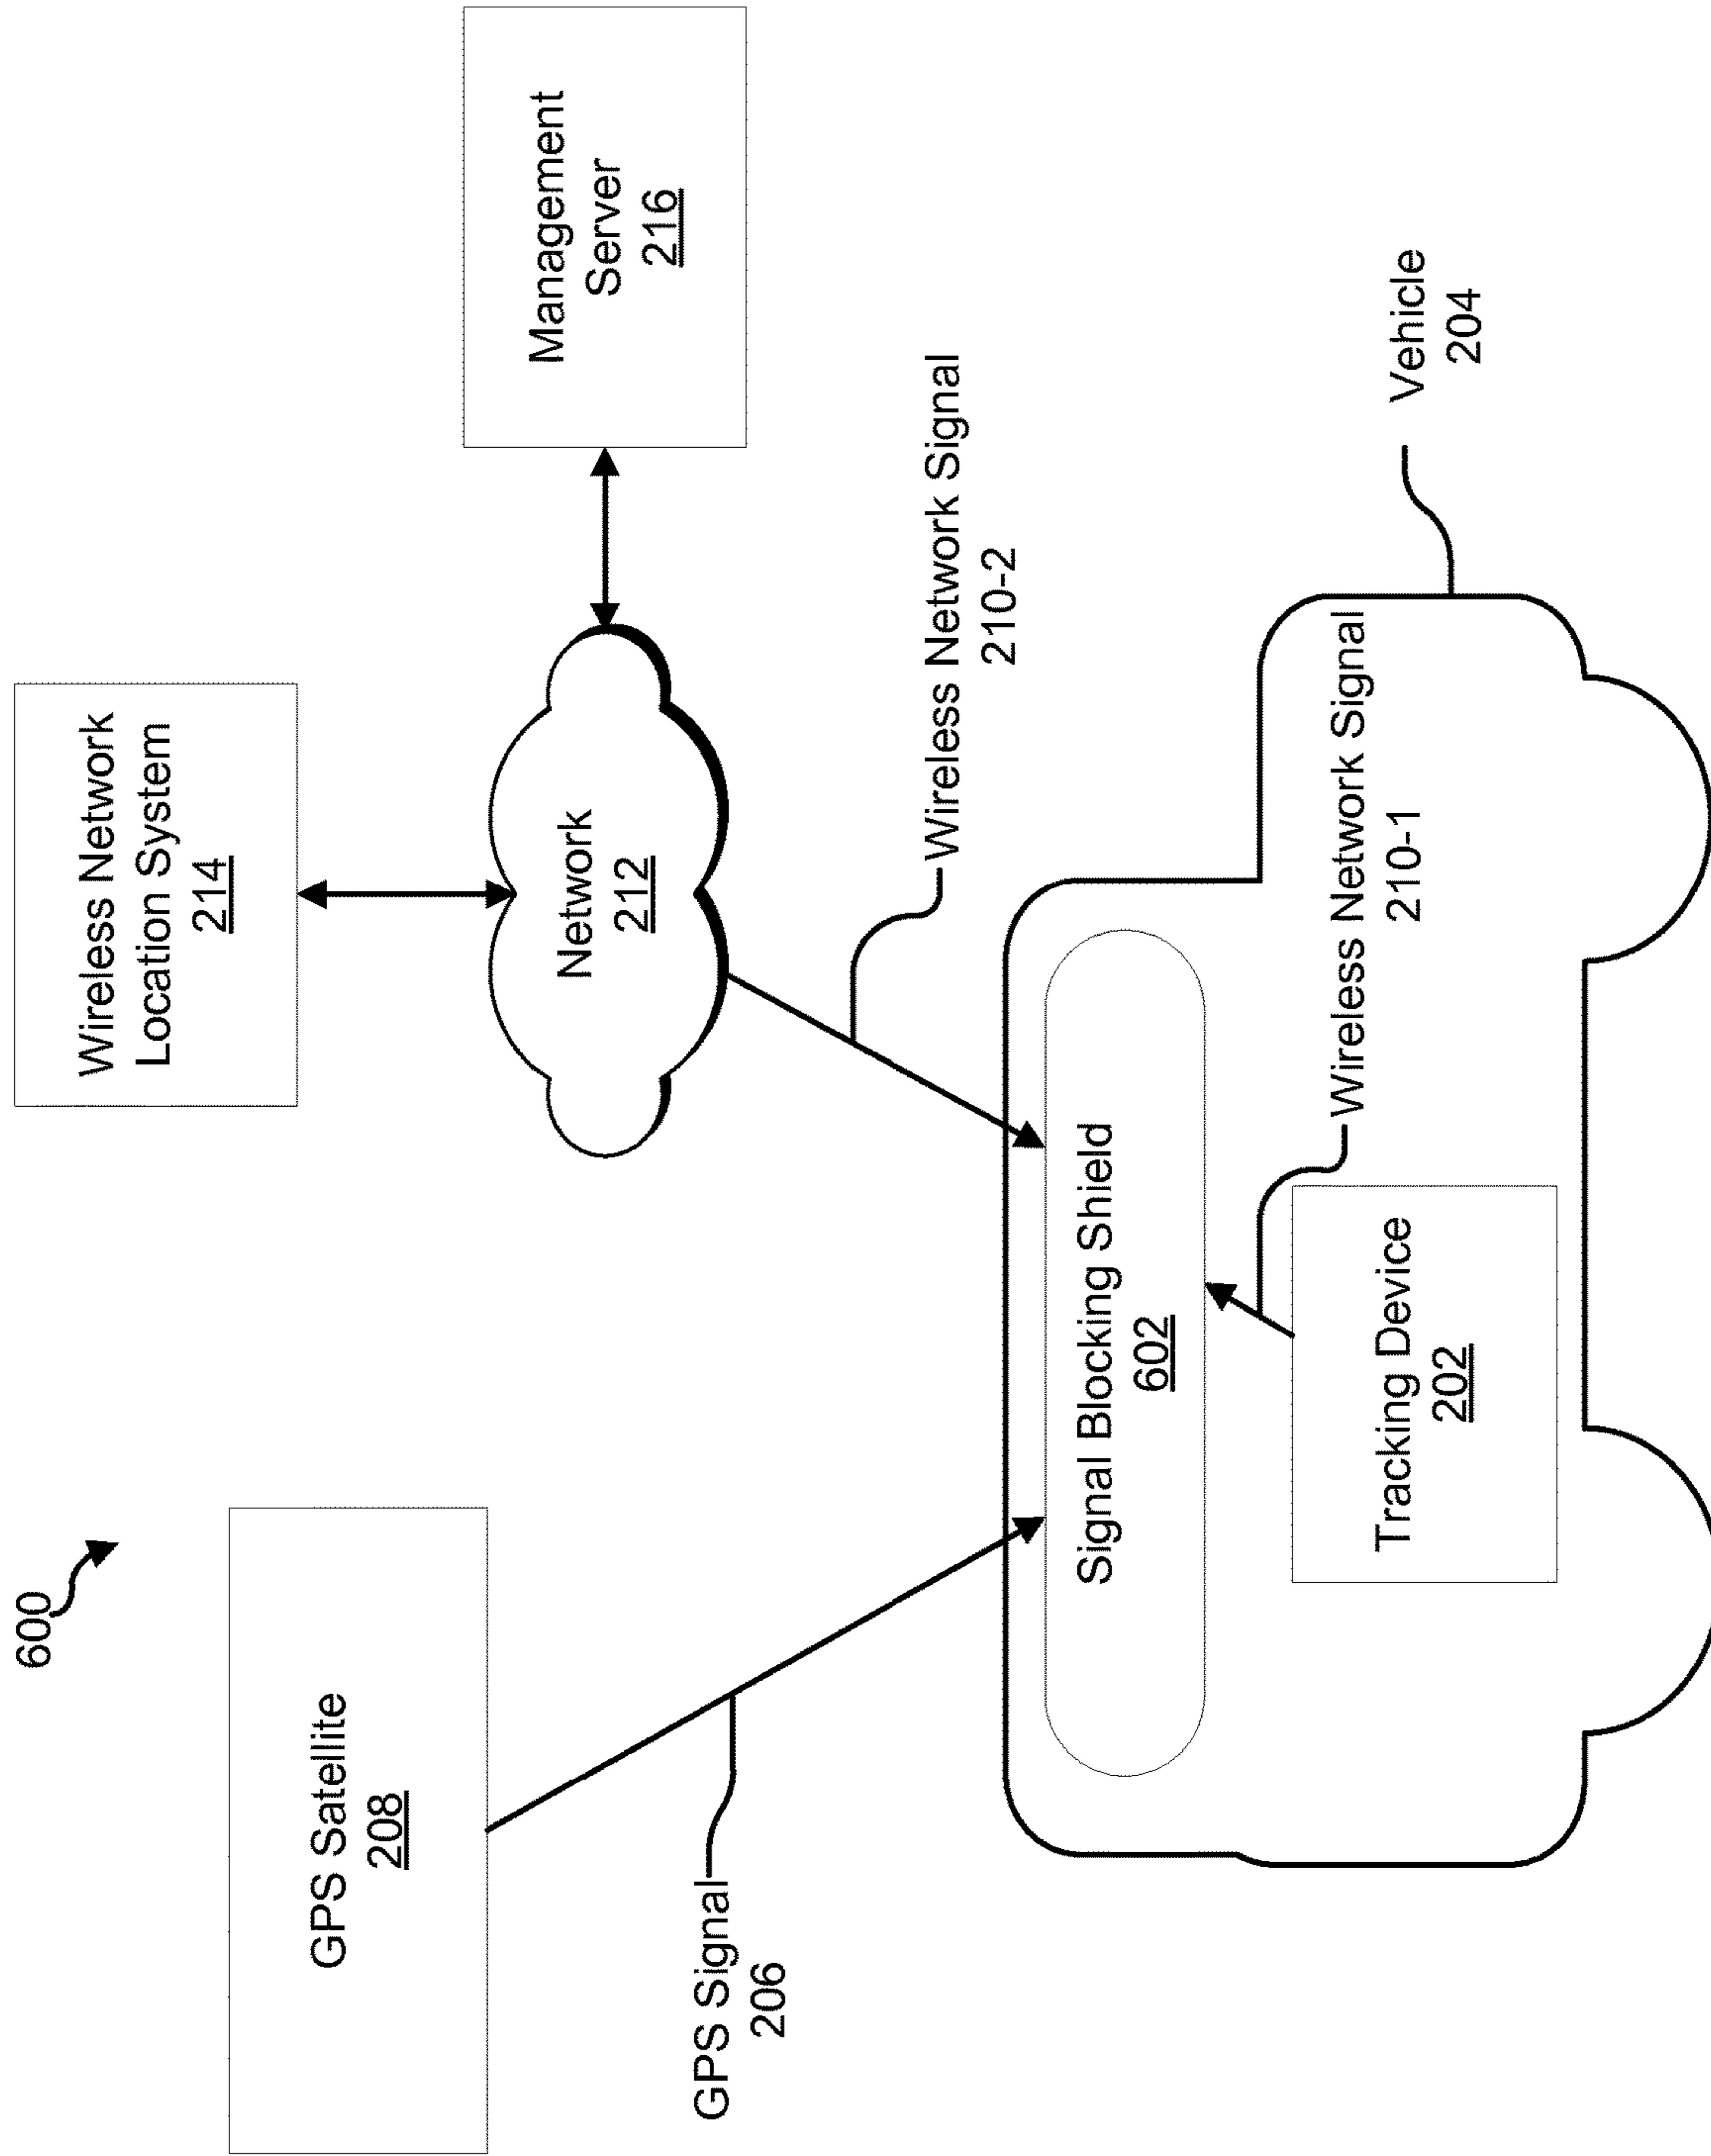 600
GPS Satellite
208
Wireless Network
Location System
214
Network
212
Management
Server
216
GPS Signal
206
Wireless Network Signal
210-2
Signal Blocking Shield
602
Tracking Device
202
Wireless Network Signal
210-1
Vehicle
204